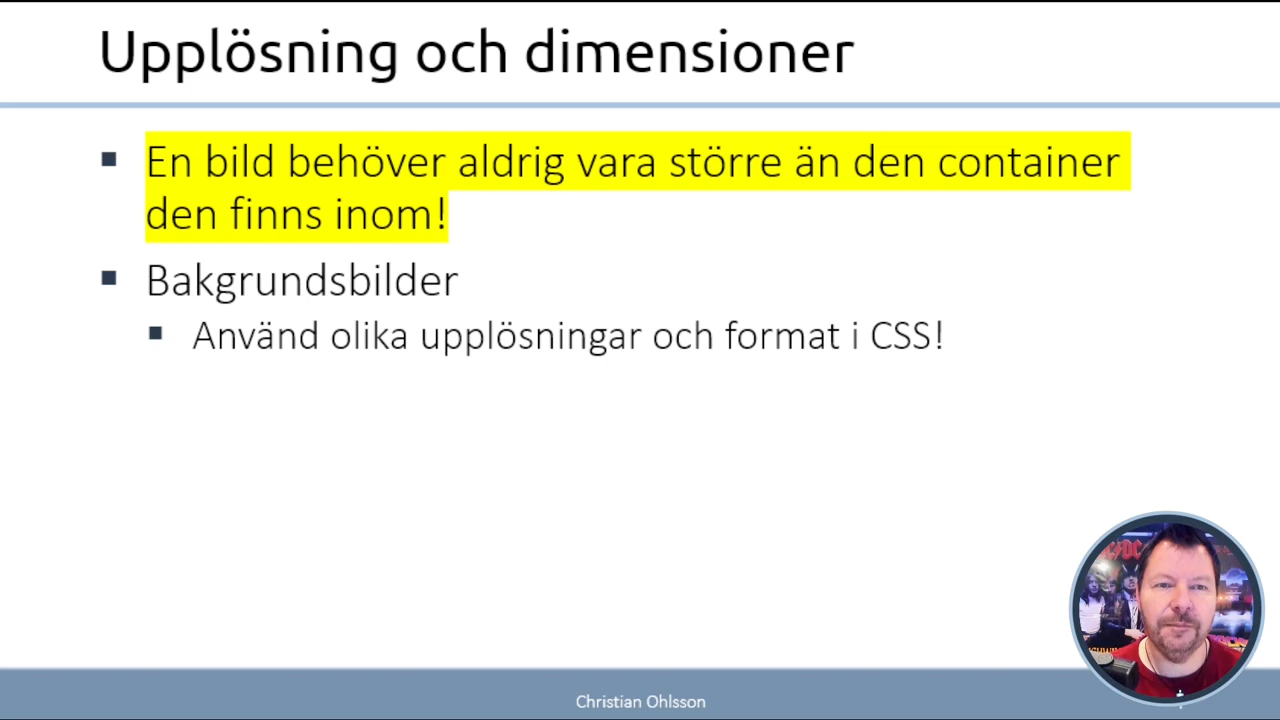 Upplösning och dimensioner
En bild behöver aldrig vara större än den container
den finns inom!
Bakgrundsbilder
Använd olika upplösningar och format i CSS!
Christian Ohlsson